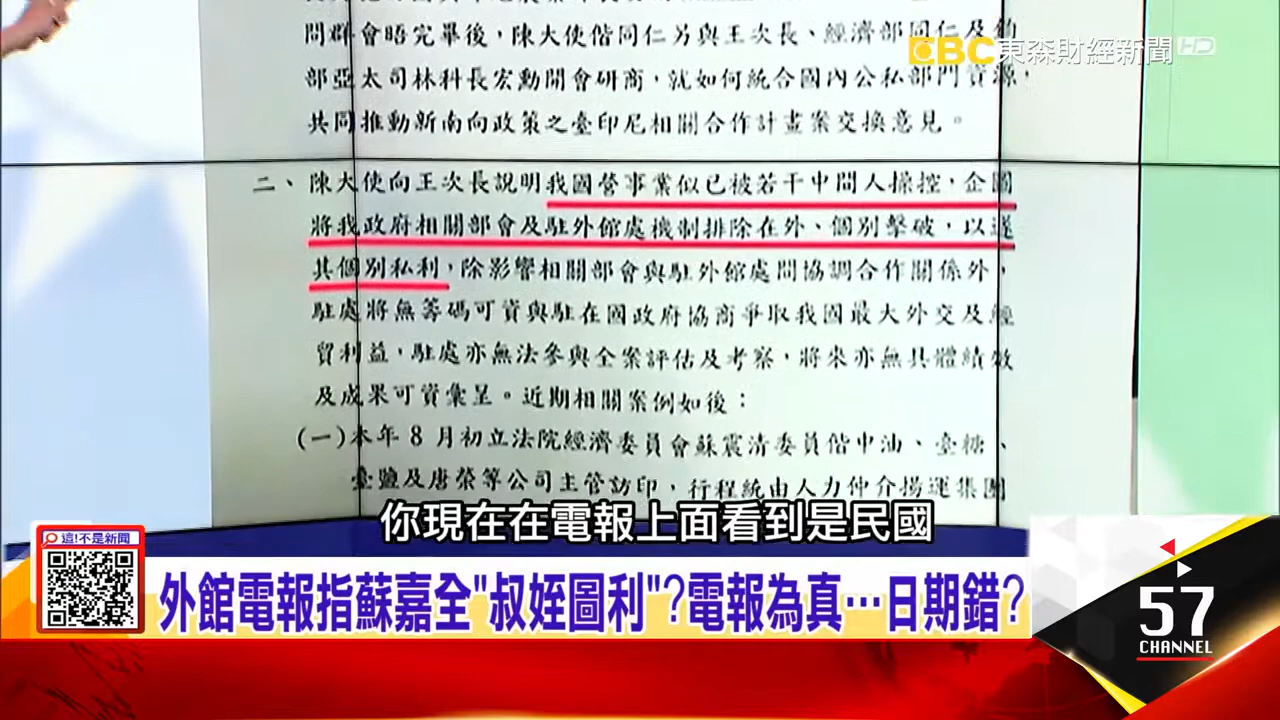 問群會晤完畢後，陳大使偕同仁另與王次長、經濟部同仁及鈞
EBC 東森財經新聞 HD
部亞太司林科長宏勳開會研商，就如何統合國內公私部門資源，
共同推動新南向政策之臺印尼相關合作計畫案交換意見。
二、陳大使向王次長說明我國營事業似已被若干中間人操控，企圖
將我政府相關部會及駐外館處機制排除在外、個別擊破，以遂
其個別私利，除影響相關部會與駐外館處間協調合作關係外，
駐處將無籌碼可資與駐在國政府協商爭取我國最大外交及經
貿利益，駐處亦無法參與全案評估及考察，將來亦無具體績效
及成果可資彙呈。近期相關案例如後：
(一)本年8月初立法院經濟委員會蘇震清委員偕中油、臺糖、
臺鹽及唐榮等公司主管訪印，行程統由人力仲介揚運集團
你現在在電報上面看到是民國
這!不是新聞
外館電報指蘇嘉全"叔姪圖利"?電報為真…日期錯?
57
CHANNEL